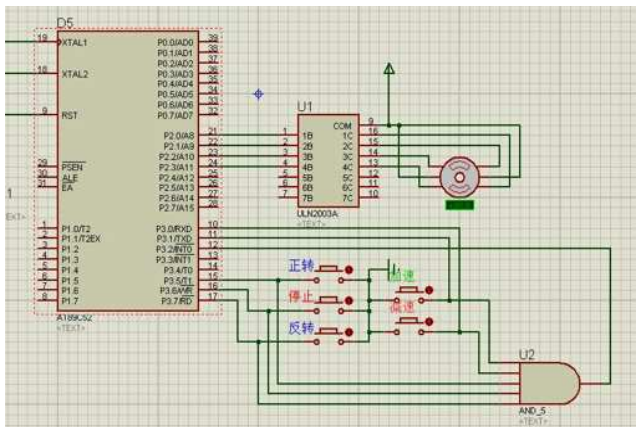 D5
19 XTAL1
18 XTAL2
9 RST
29 PSEN
30 ALE
31 EA
1 P1.0/T2
2 P1.1/T2EX
3 P1.2
4 P1.3
5 P1.4
6 P1.5
7 P1.6
8 P1.7
P0.0/AD0 39
P0.1/AD1 38
P0.2/AD2 37
P0.3/AD3 36
P0.4/AD4 35
P0.5/AD5 34
P0.6/AD6 33
P0.7/AD7 32
P2.0/A8 21
P2.1/A9 22
P2.2/A10 23
P2.3/A11 24
P2.4/A12 25
P2.5/A13 26
P2.6/A14 27
P2.7/A15 28
P3.0/RXD 10
P3.1/TXD 11
P3.2/INT0 12
P3.3/INT1 13
P3.4/T0 14
P3.5/T1 15
P3.6/WR 16
P3.7/RD 17
AT89C52
<TEXT>
1
EXT>
U1
COM 9
1 1B 1C 16
2 2B 2C 15
3 3B 3C 14
4 4B 4C 13
5 5B 5C 12
6 6B 6C 11
7 7B 7C 10
ULN2003A
<TEXT>
正转
停止
反转
加速
减速
U2
AND_5
<TEXT>